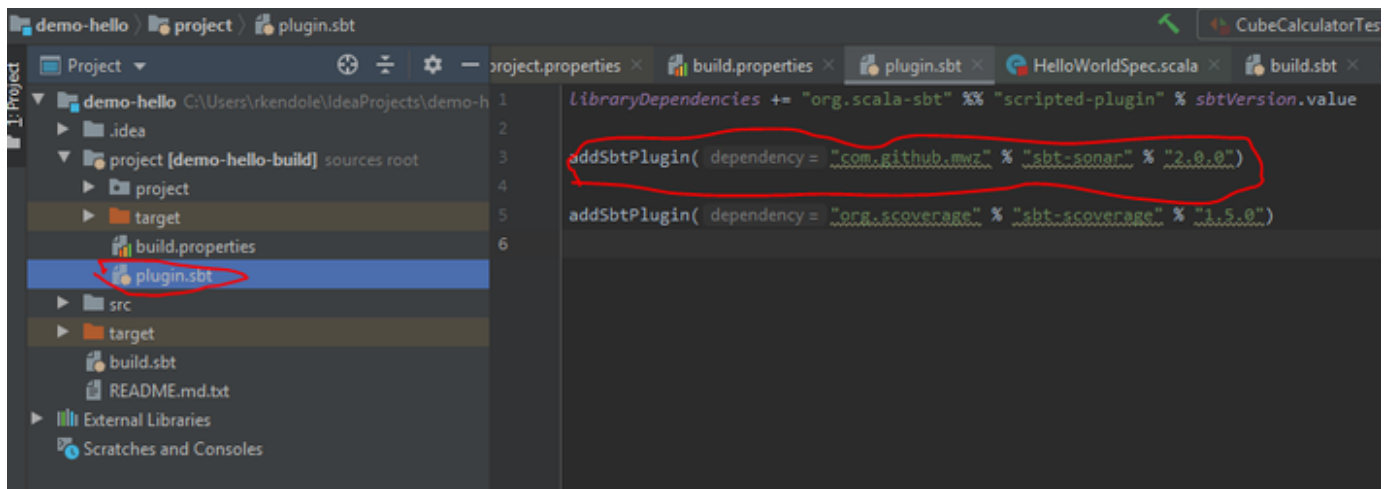 demo-hello project plugin.sbt CubeCalculatorTes
1: Project
Project
project.properties build.properties plugin.sbt HelloWorldSpec.scala build.sbt
demo-hello C:\Users\rkendole\IdeaProjects\demo-h
.idea
project [demo-hello-build] sources root
project
target
build.properties
plugin.sbt
src
target
build.sbt
README.md.txt
External Libraries
Scratches and Consoles
1 libraryDependencies += "org.scala-sbt" %% "scripted-plugin" % sbtVersion.value
2
3 addSbtPlugin( dependency = "com.github.mwz" % "sbt-sonar" % "2.0.0")
4
5 addSbtPlugin( dependency = "org.scoverage" % "sbt-scoverage" % "1.5.0")
6